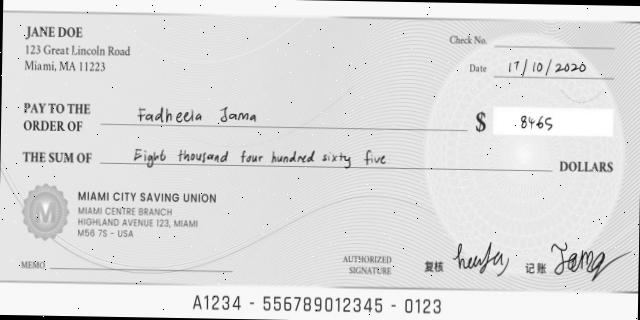 JANE DOE
123 Great Lincoln Road
Miami, MA 11223
Check No.
Date 17/10/2020
PAY TO THE
ORDER OF Fadheela Jama
$ 8465
THE SUM OF Eight thousand four hundred sixty five DOLLARS
MIAMI CITY SAVING UNION
MIAMI CENTRE BRANCH
HIGHLAND AVENUE 123, MIAMI
M56 7S - USA
MEMO
AUTHORIZED
SIGNATURE
复核 记账 Jama
A1234 - 556789012345 - 0123